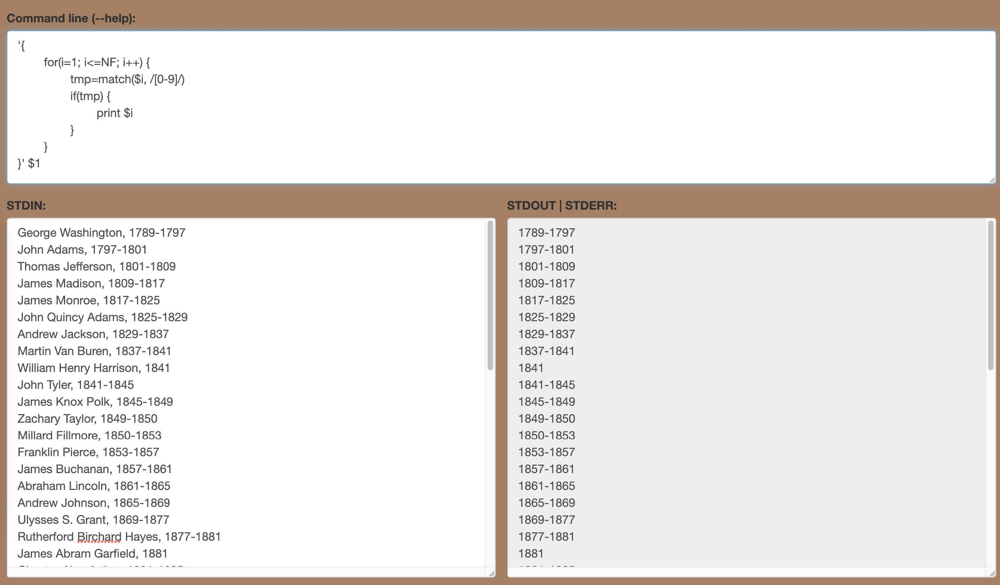 Command line (--help):
'{
for(i=1; i<=NF; i++) {
tmp=match($i, /[0-9]/)
if(tmp) {
print $i
}
}
}' $1
STDIN:
George Washington, 1789-1797
John Adams, 1797-1801
Thomas Jefferson, 1801-1809
James Madison, 1809-1817
James Monroe, 1817-1825
John Quincy Adams, 1825-1829
Andrew Jackson, 1829-1837
Martin Van Buren, 1837-1841
William Henry Harrison, 1841
John Tyler, 1841-1845
James Knox Polk, 1845-1849
Zachary Taylor, 1849-1850
Millard Fillmore, 1850-1853
Franklin Pierce, 1853-1857
James Buchanan, 1857-1861
Abraham Lincoln, 1861-1865
Andrew Johnson, 1865-1869
Ulysses S. Grant, 1869-1877
Rutherford Birchard Hayes, 1877-1881
James Abram Garfield, 1881
STDOUT | STDERR:
1789-1797
1797-1801
1801-1809
1809-1817
1817-1825
1825-1829
1829-1837
1837-1841
1841
1841-1845
1845-1849
1849-1850
1850-1853
1853-1857
1857-1861
1861-1865
1865-1869
1869-1877
1877-1881
1881